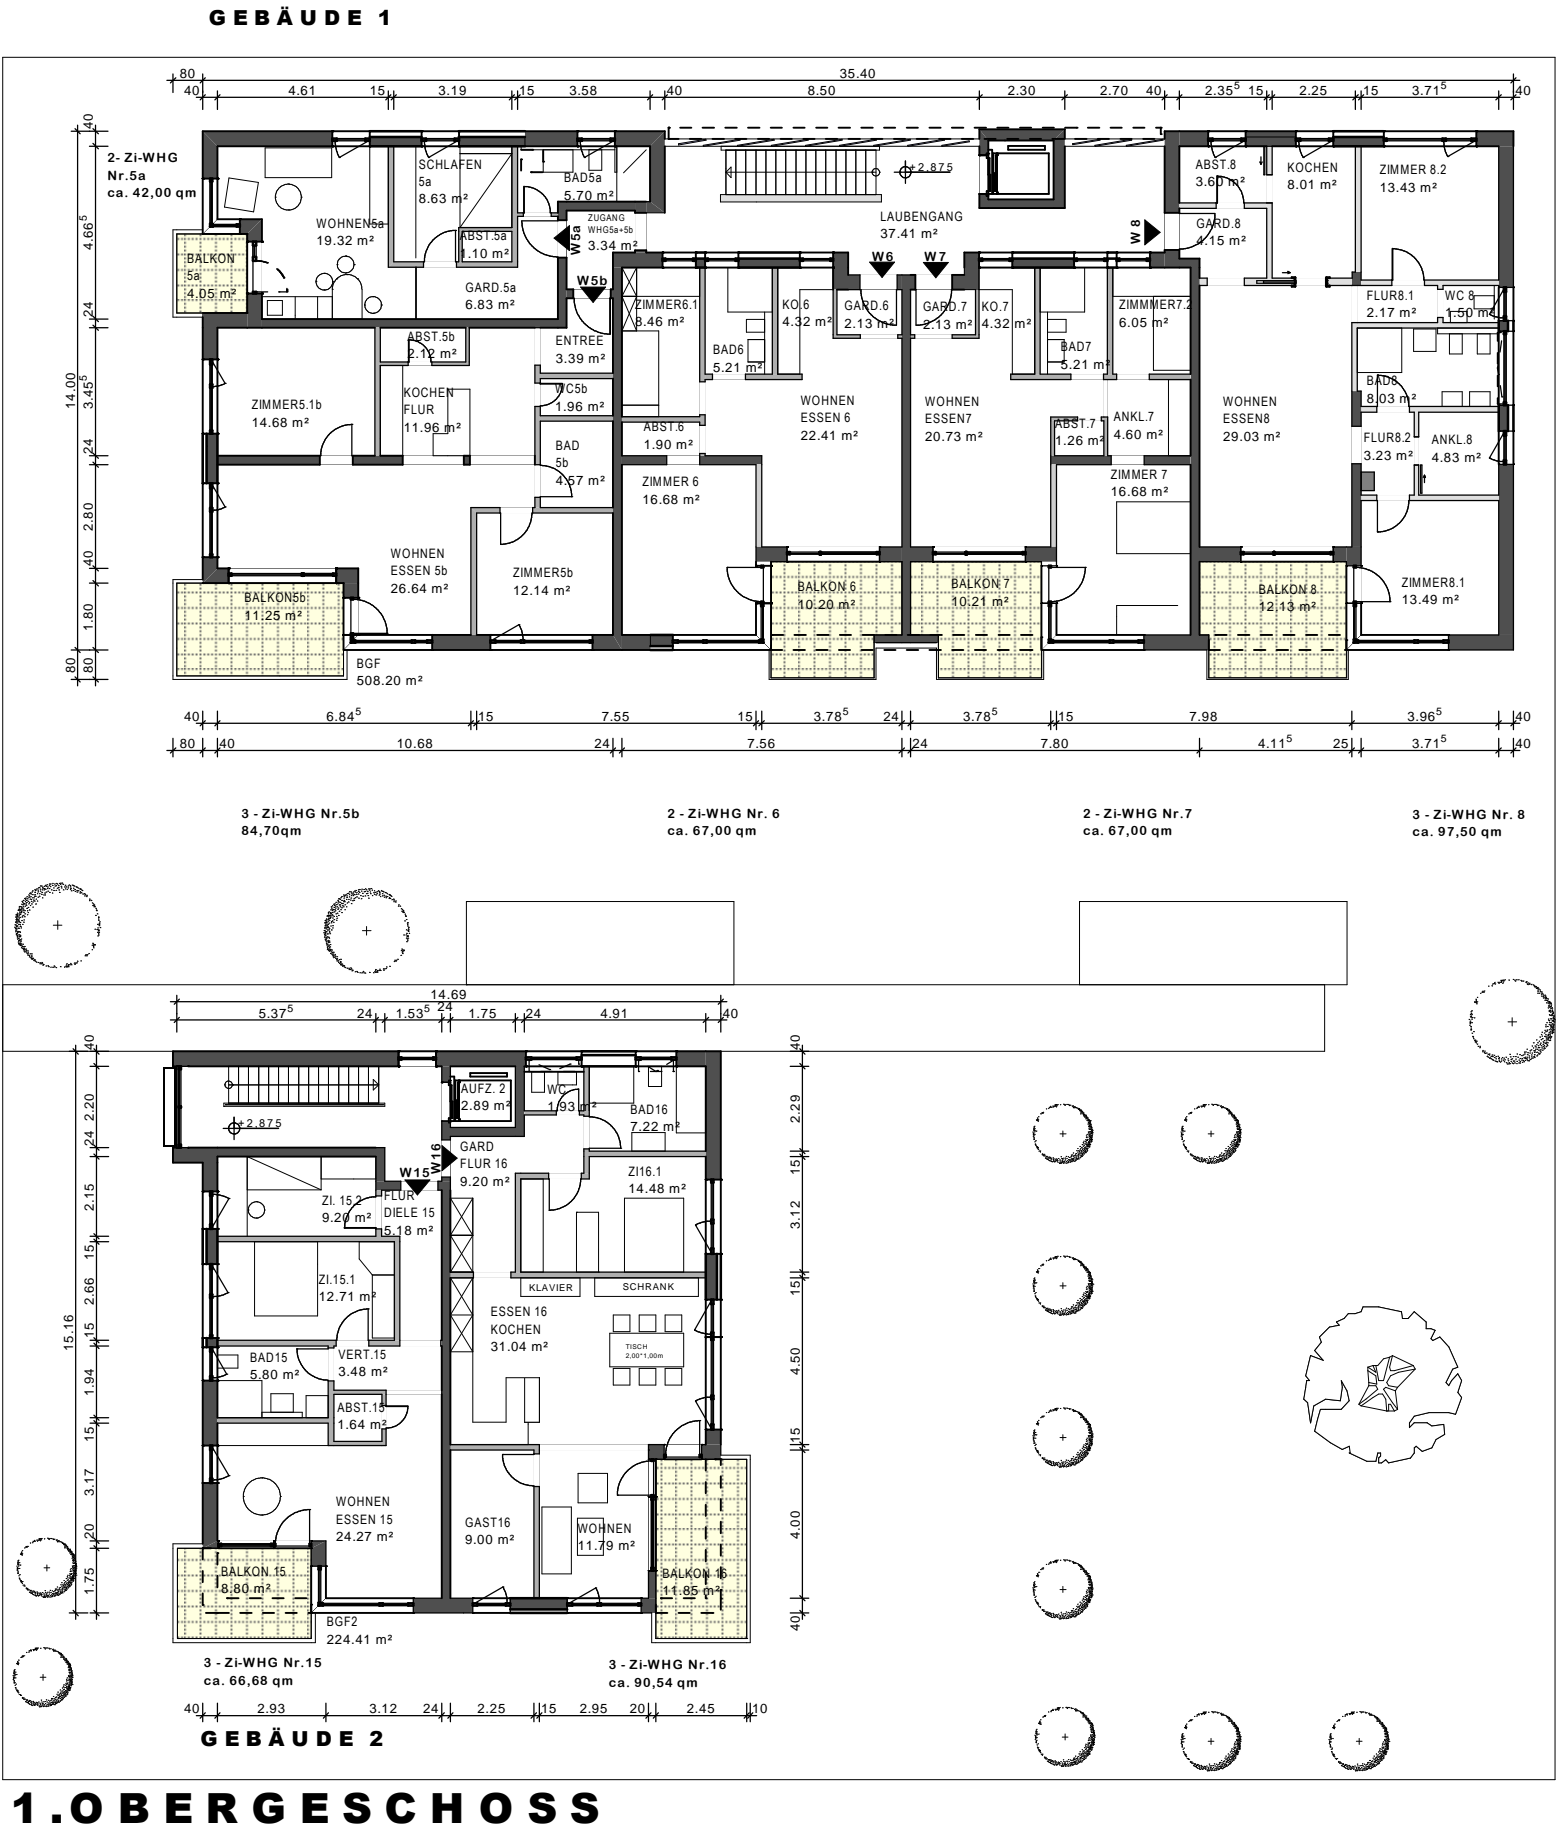 GEBÄUDE 1
80 35.40
40 4.61 15 3.19 15 3.58 40 8.50 2.30 2.70 40 2.35⁵ 15 2.25 15 3.71⁵ 40
2- Zi-WHG
Nr.5a
ca. 42,00 qm
40
4.66⁵
24
3.45⁵
24
2.80
40
1.80
80
80
14.00
SCHLAFEN
5a
8.63 m²
BAD5a
5.70 m²
WOHNEN5a
19.32 m²
ABST.5a
1.10 m²
ZUGANG
WHG5a+5b
3.34 m²
W5a
W5b
BALKON
5a
4.05 m²
GARD.5a
6.83 m²
+2.875
LAUBENGANG
37.41 m²
W6
W7
W 8
ABST.8
3.60 m²
KOCHEN
8.01 m²
ZIMMER 8.2
13.43 m²
GARD.8
4.15 m²
FLUR8.1
2.17 m²
WC 8
1.50 m²
ABST.5b
2.12 m²
ENTREE
3.39 m²
ZIMMER6.1
8.46 m²
BAD6
5.21 m²
KO.6
4.32 m²
GARD.6
2.13 m²
GARD.7
2.13 m²
KO.7
4.32 m²
BAD7
5.21 m²
ZIMMMER7.2
6.05 m²
ZIMMER5.1b
14.68 m²
KOCHEN
FLUR
11.96 m²
WC5b
1.96 m²
BAD
5b
4.57 m²
ABST.6
1.90 m²
WOHNEN
ESSEN 6
22.41 m²
WOHNEN
ESSEN7
20.73 m²
ABST.7
1.26 m²
ANKL.7
4.60 m²
WOHNEN
ESSEN8
29.03 m²
BAD8
8.03 m²
FLUR8.2
3.23 m²
ANKL.8
4.83 m²
ZIMMER 6
16.68 m²
ZIMMER 7
16.68 m²
WOHNEN
ESSEN 5b
26.64 m²
ZIMMER5b
12.14 m²
BALKON5b
11.25 m²
BALKON 6
10.20 m²
BALKON 7
10.21 m²
BALKON 8
12.13 m²
ZIMMER8.1
13.49 m²
BGF
508.20 m²
40 6.84⁵ 15 7.55 15 3.78⁵ 24 3.78⁵ 15 7.98 3.96⁵ 40
80 40 10.68 24 7.56 24 7.80 4.11⁵ 25 3.71⁵ 40
3 - Zi-WHG Nr.5b
84,70qm
2 - Zi-WHG Nr. 6
ca. 67,00 qm
2 - Zi-WHG Nr.7
ca. 67,00 qm
3 - Zi-WHG Nr. 8
ca. 97,50 qm
14.69
5.37⁵ 24 1.53⁵ 24 1.75 24 4.91 40
40
2.20
24
2.15
15
2.66
15
1.94
15
3.17
20
1.75
15.16
AUFZ. 2
2.89 m²
WC
1.93 m²
BAD16
7.22 m²
+2.875
W15
W16
GARD
FLUR 16
9.20 m²
ZI16.1
14.48 m²
ZI. 15.2
9.20 m²
FLUR
DIELE 15
5.18 m²
ZI.15.1
12.71 m²
KLAVIER
SCHRANK
ESSEN 16
KOCHEN
31.04 m²
TISCH
2,00*1,00m
BAD15
5.80 m²
VERT.15
3.48 m²
ABST.15
1.64 m²
WOHNEN
ESSEN 15
24.27 m²
GAST16
9.00 m²
WOHNEN
11.79 m²
BALKON 15
8.80 m²
BALKON 16
11.85 m²
40
2.29
15
3.12
15
4.50
15
4.00
40
BGF2
224.41 m²
3 - Zi-WHG Nr.15
ca. 66,68 qm
3 - Zi-WHG Nr.16
ca. 90,54 qm
40 2.93 3.12 24 2.25 15 2.95 20 2.45 10
GEBÄUDE 2
1.OBERGESCHOSS